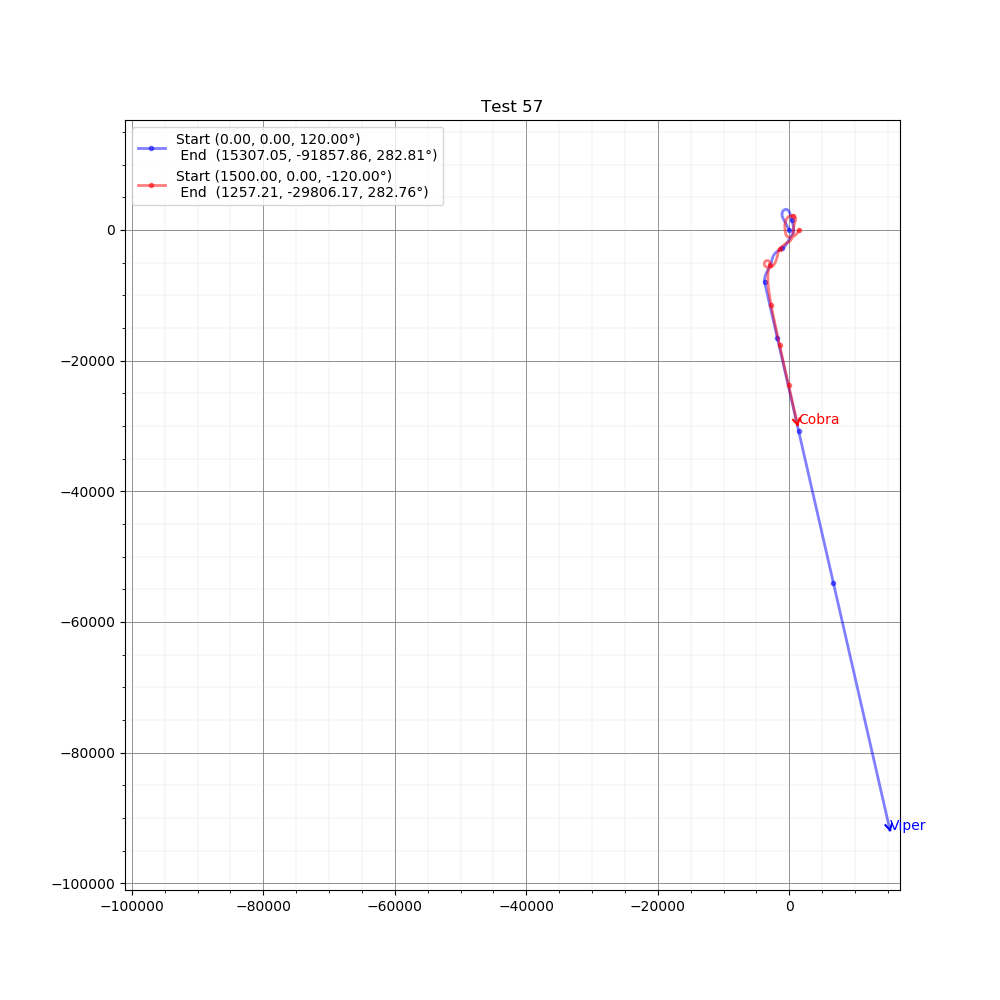 Test 57
Start (0.00, 0.00, 120.00°)
End  (15307.05, -91857.86, 282.81°)
Start (1500.00, 0.00, -120.00°)
End  (1257.21, -29806.17, 282.76°)
0
−20000
−40000
−60000
−80000
−100000
Cobra
Viper
−100000
−80000
−60000
−40000
−20000
0